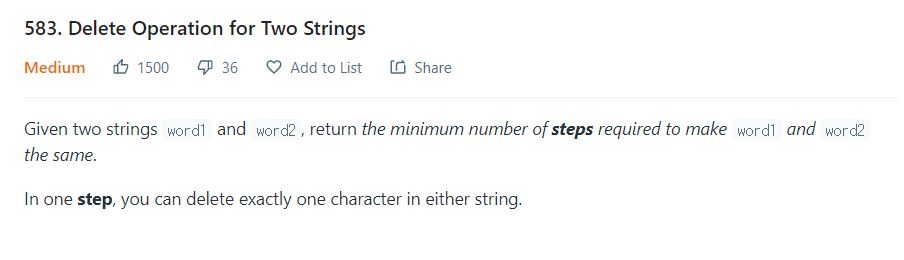 583. Delete Operation for Two Strings
Medium 1500 36 Add to List Share
Given two strings word1 and word2 , return the minimum number of steps required to make word1 and word2
the same.
In one step, you can delete exactly one character in either string.